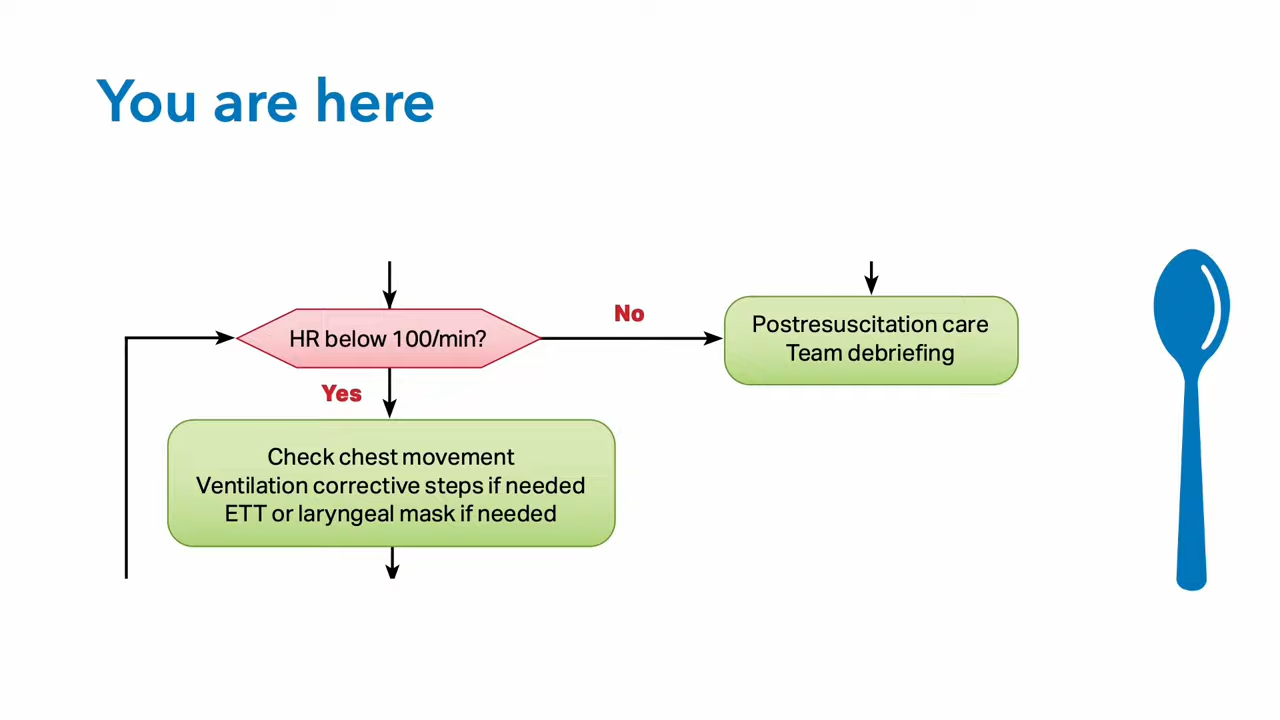 You are here
HR below 100/min?
No
Postresuscitation care
Team debriefing
Yes
Check chest movement
Ventilation corrective steps if needed
ETT or laryngeal mask if needed